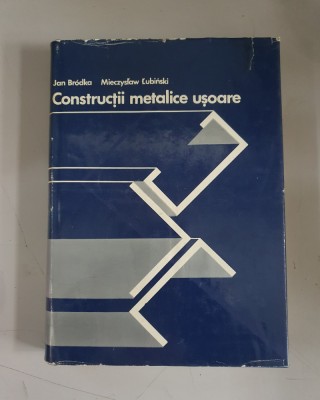 Jan Bródka Mieczysław Łubiński
Construcţii metalice uşoare